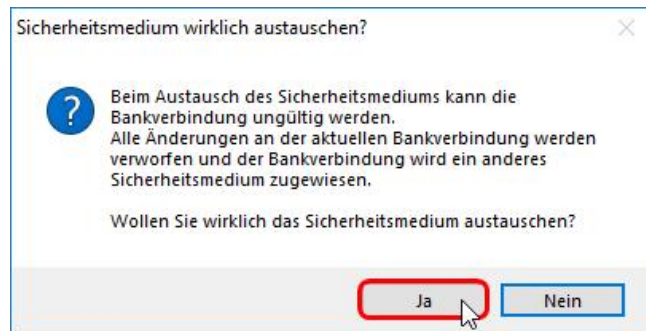 Sicherheitsmedium wirklich austauschen?
Beim Austausch des Sicherheitsmediums kann die
Bankverbindung ungültig werden.
Alle Änderungen an der aktuellen Bankverbindung werden
verworfen und der Bankverbindung wird ein anderes
Sicherheitsmedium zugewiesen.
Wollen Sie wirklich das Sicherheitsmedium austauschen?
Ja
Nein